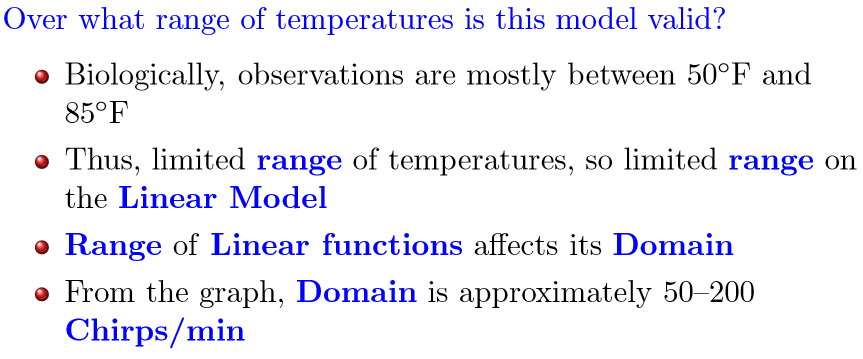 Over what range of temperatures is this model valid?
Biologically, observations are mostly between 50°F and
85°F
Thus, limited range of temperatures, so limited range on
the Linear Model
Range of Linear functions affects its Domain
From the graph, Domain is approximately 50–200
Chirps/min